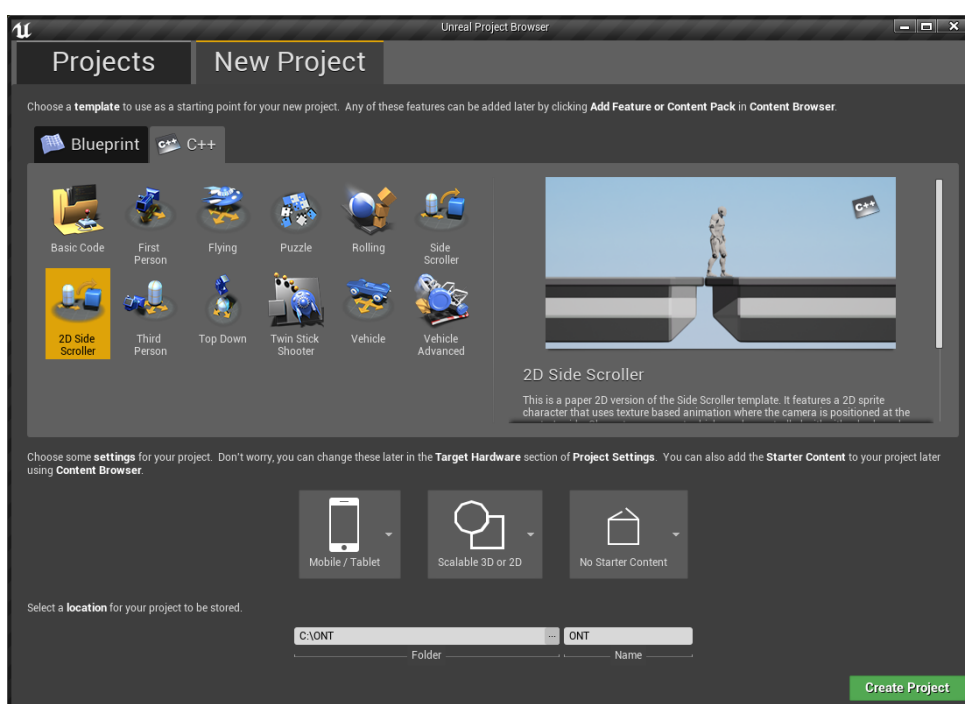 Unreal Project Browser
Projects
New Project
Choose a template to use as a starting point for your new project. Any of these features can be added later by clicking Add Feature or Content Pack in Content Browser.
Blueprint
C++
Basic Code
First
Person
Flying
Puzzle
Rolling
Side
Scroller
2D Side
Scroller
Third
Person
Top Down
Twin Stick
Shooter
Vehicle
Vehicle
Advanced
C++
2D Side Scroller
This is a paper 2D version of the Side Scroller template. It features a 2D sprite
character that uses texture based animation where the camera is positioned at the
Choose some settings for your project. Don't worry, you can change these later in the Target Hardware section of Project Settings. You can also add the Starter Content to your project later
using Content Browser.
Mobile / Tablet
Scalable 3D or 2D
No Starter Content
Select a location for your project to be stored.
C:\ONT
...
ONT
Folder
Name
Create Project